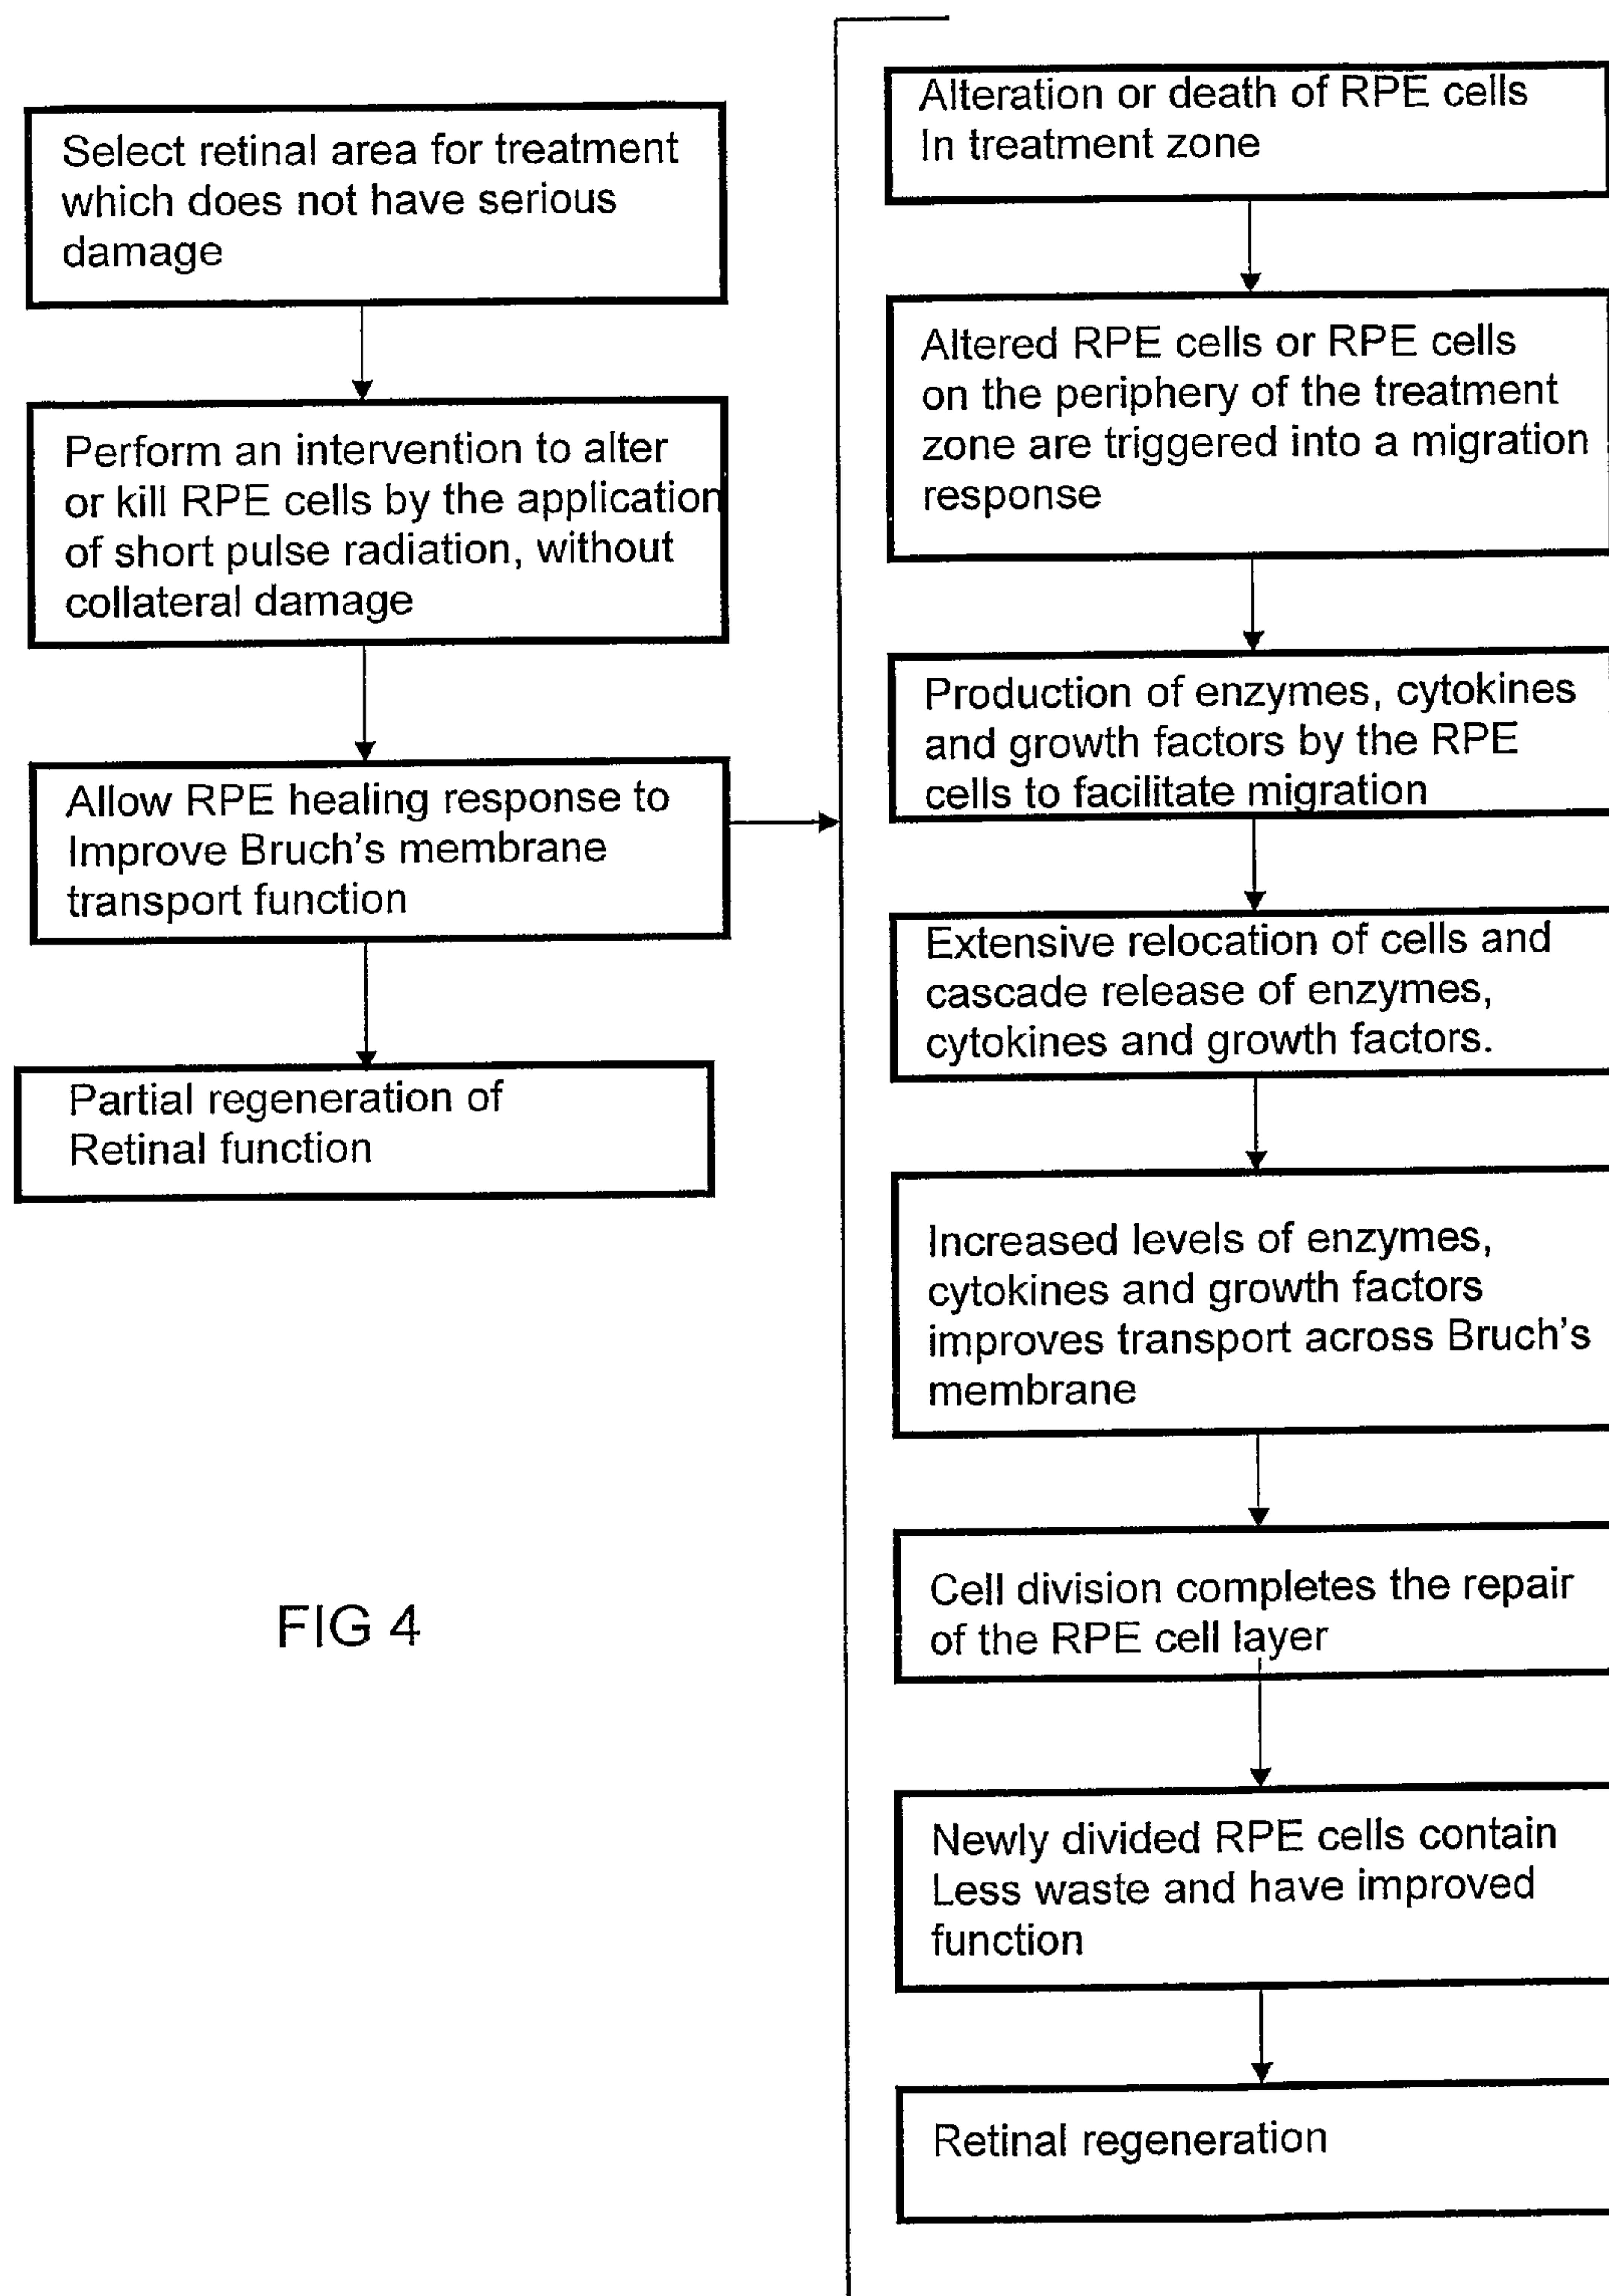 Select retinal area for treatment
which does not have serious
damage
Perform an intervention to alter
or kill RPE cells by the application
of short pulse radiation, without
collateral damage
Allow RPE healing response to
Improve Bruch's membrane
transport function
Partial regeneration of
Retinal function
FIG 4
Alteration or death of RPE cells
In treatment zone
Altered RPE cells or RPE cells
on the periphery of the treatment
zone are triggered into a migration
response
Production of enzymes, cytokines
and growth factors by the RPE
cells to facilitate migration
Extensive relocation of cells and
cascade release of enzymes,
cytokines and growth factors.
Increased levels of enzymes,
cytokines and growth factors
improves transport across Bruch's
membrane
Cell division completes the repair
of the RPE cell layer
Newly divided RPE cells contain
Less waste and have improved
function
Retinal regeneration